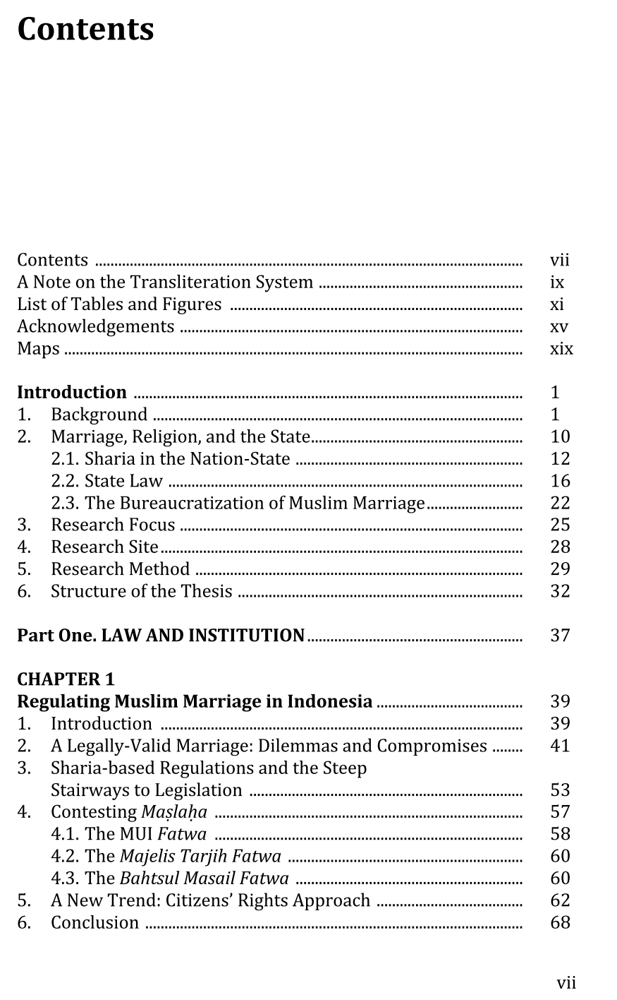 Contents
Contents ........................................ vii
A Note on the Transliteration System ........................................ ix
List of Tables and Figures ........................................ xi
Acknowledgements ........................................ xv
Maps ........................................ xix
Introduction ........................................ 1
1. Background ........................................ 1
2. Marriage, Religion, and the State ........................................ 10
2.1. Sharia in the Nation-State ........................................ 12
2.2. State Law ........................................ 16
2.3. The Bureaucratization of Muslim Marriage ........................................ 22
3. Research Focus ........................................ 25
4. Research Site ........................................ 28
5. Research Method ........................................ 29
6. Structure of the Thesis ........................................ 32
Part One. LAW AND INSTITUTION ........................................ 37
CHAPTER 1
Regulating Muslim Marriage in Indonesia ........................................ 39
1. Introduction ........................................ 39
2. A Legally-Valid Marriage: Dilemmas and Compromises ........ 41
3. Sharia-based Regulations and the Steep
Stairways to Legislation ........................................ 53
4. Contesting Maṣlaḥa ........................................ 57
4.1. The MUI Fatwa ........................................ 58
4.2. The Majelis Tarjih Fatwa ........................................ 60
4.3. The Bahtsul Masail Fatwa ........................................ 60
5. A New Trend: Citizens’ Rights Approach ........................................ 62
6. Conclusion ........................................ 68
vii